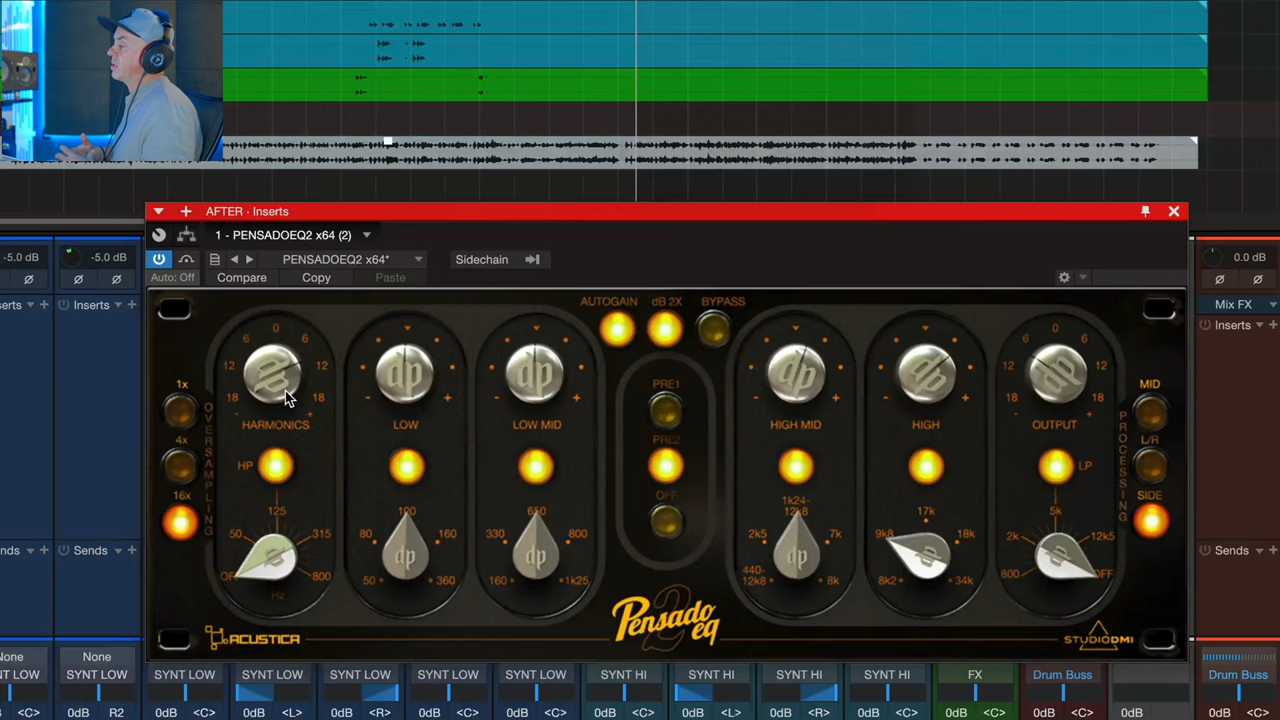 AFTER · Inserts
1 - PENSADOEQ2 x64 (2)
-5.0 dB
-5.0 dB
PENSADOEQ2 x64*
Sidechain
0.0 dB
Auto: Off
Compare
Copy
Paste
Mix FX
Inserts
Inserts
AUTOGAIN
dB 2X
BYPASS
6 0 6
12 12
18 18
- +
HARMONICS
- +
LOW
- +
LOW MID
PRE1
PRE2
OFF
- +
HIGH MID
- +
HIGH
6 0 6
12 12
18 18
- +
OUTPUT
1x
4x
16x
OVERSAMPLING
PROCESSING
MID
L/R
SIDE
HP
LP
125
50 315
800
Hz
100
80 160
50 360
650
330 800
160 1k25
1k24-
12k8
2k5 7k
440-
12k8
8k
17k
9k8 18k
8k2 34k
5k
2k 12k5
800 OFF
dp
dp
dp
dp
dp
Pensado
2
eq
ACUSTICA
STUDIODMI
Sends
Sends
None
None
SYNT LOW
SYNT LOW
SYNT LOW
SYNT LOW
SYNT LOW
SYNT LOW
SYNT LOW
SYNT HI
SYNT HI
SYNT HI
SYNT HI
FX
Drum Buss
Drum Buss
<C>
0dB R2
0dB <C>
0dB <L>
0dB <R>
0dB <C>
0dB <C>
0dB <C>
0dB <L>
0dB <R>
0dB <C>
0dB <C>
0dB <C>
0dB
0dB <C>